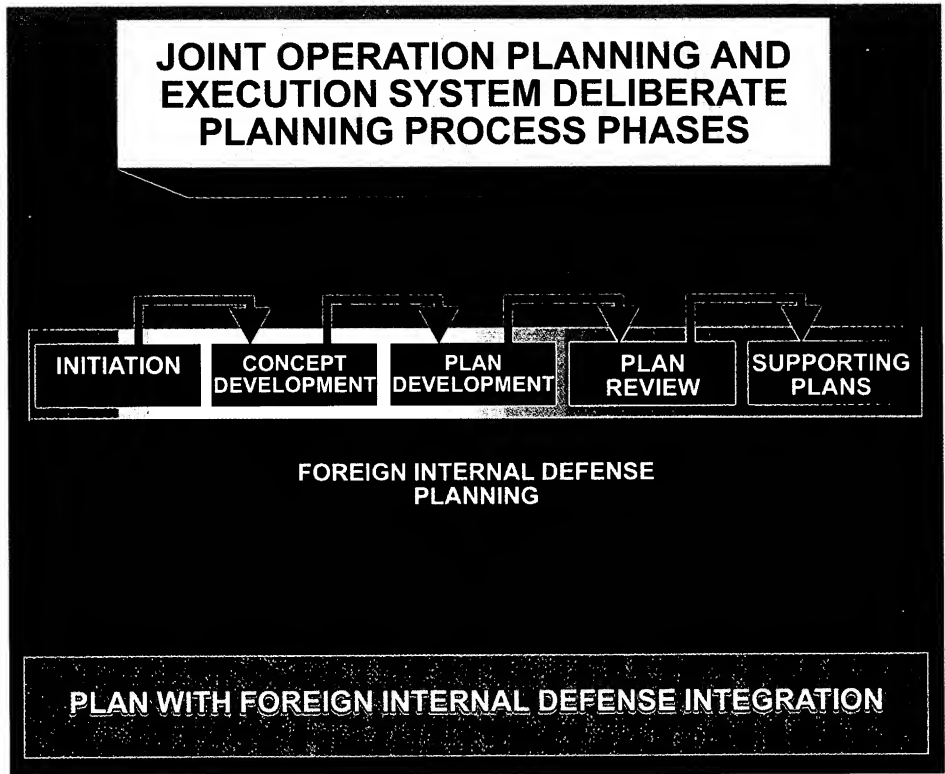 JOINT OPERATION PLANNING AND
EXECUTION SYSTEM DELIBERATE
PLANNING PROCESS PHASES
INITIATION
CONCEPT
DEVELOPMENT
PLAN
DEVELOPMENT
PLAN
REVIEW
SUPPORTING
PLANS
FOREIGN INTERNAL DEFENSE
PLANNING
PLAN WITH FOREIGN INTERNAL DEFENSE INTEGRATION